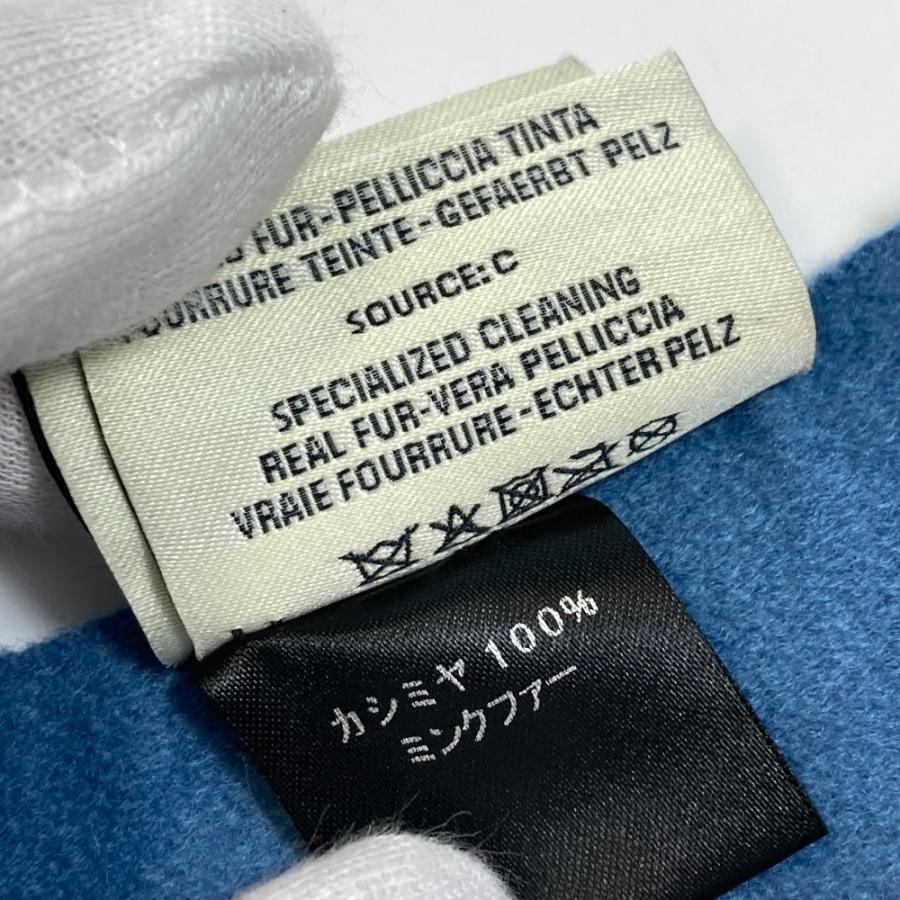 FUR-PELLICCIA TINTA
FOURRURE TEINTE-GEFAERBT PELZ
SOURCE: C
SPECIALIZED CLEANING
REAL FUR-VERA PELLICCIA
VRAIE FOURRURE-ECHTER PELZ
カシミヤ 100%
ミンクファー